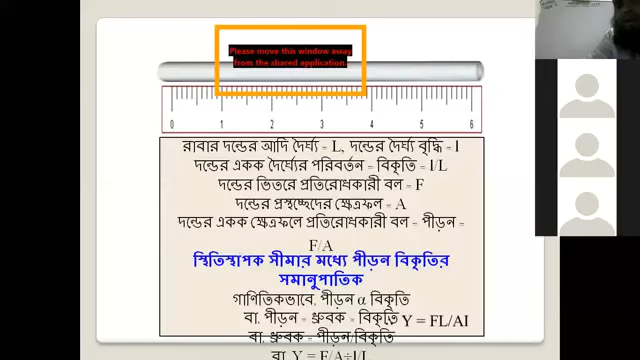 Please move this window away
from the shared application.
0 1 2 3 4 5 6
রাবার দন্ডের আদি দৈর্ঘ্য = L, দন্ডের দৈর্ঘ্য বৃদ্ধি = l
দন্ডের একক দৈর্ঘ্যের পরিবর্তন = বিকৃতি = l/L
দন্ডের ভিতরে প্রতিরোধকারী বল = F
দন্ডের প্রস্থচ্ছেদের ক্ষেত্রফল = A
দন্ডের একক ক্ষেত্রফলে প্রতিরোধকারী বল = পীড়ন =
F/A
স্থিতিস্থাপক সীমার মধ্যে পীড়ন বিকৃতির
সমানুপাতিক
গাণিতিকভাবে, পীড়ন α বিকৃতি
বা, পীড়ন = ধ্রুবক × বিকৃতি
, Y = FL/Al
বা, ধ্রুবক = পীড়ন/বিকৃতি
বা, Y = F/A÷l/L